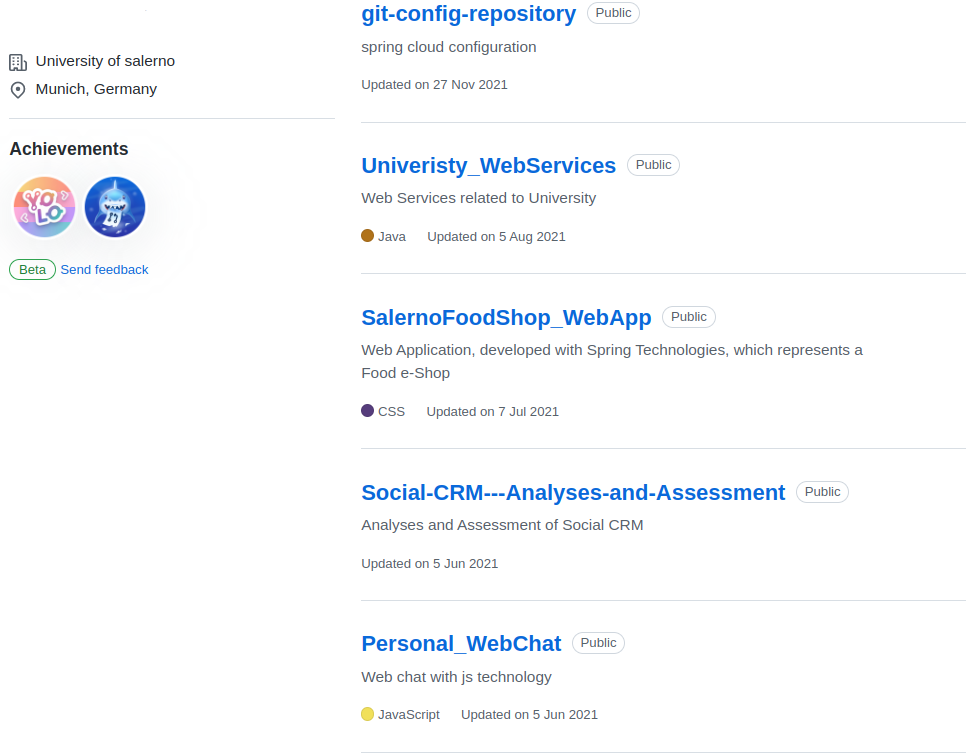 University of salerno
Munich, Germany
Achievements
YOLO
Beta Send feedback
git-config-repository Public
spring cloud configuration
Updated on 27 Nov 2021
Univeristy_WebServices Public
Web Services related to University
Java Updated on 5 Aug 2021
SalernoFoodShop_WebApp Public
Web Application, developed with Spring Technologies, which represents a
Food e-Shop
CSS Updated on 7 Jul 2021
Social-CRM---Analyses-and-Assessment Public
Analyses and Assessment of Social CRM
Updated on 5 Jun 2021
Personal_WebChat Public
Web chat with js technology
JavaScript Updated on 5 Jun 2021